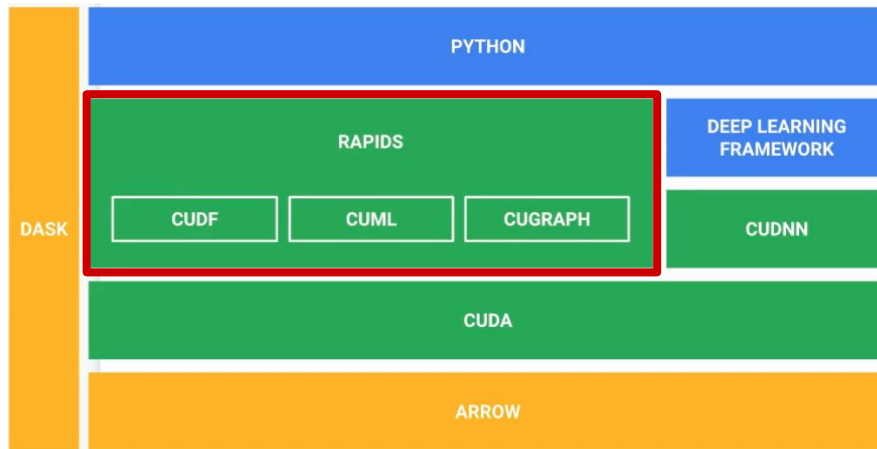 PYTHON
RAPIDS
DEEP LEARNING
FRAMEWORK
DASK
CUDF
CUML
CUGRAPH
CUDNN
CUDA
ARROW